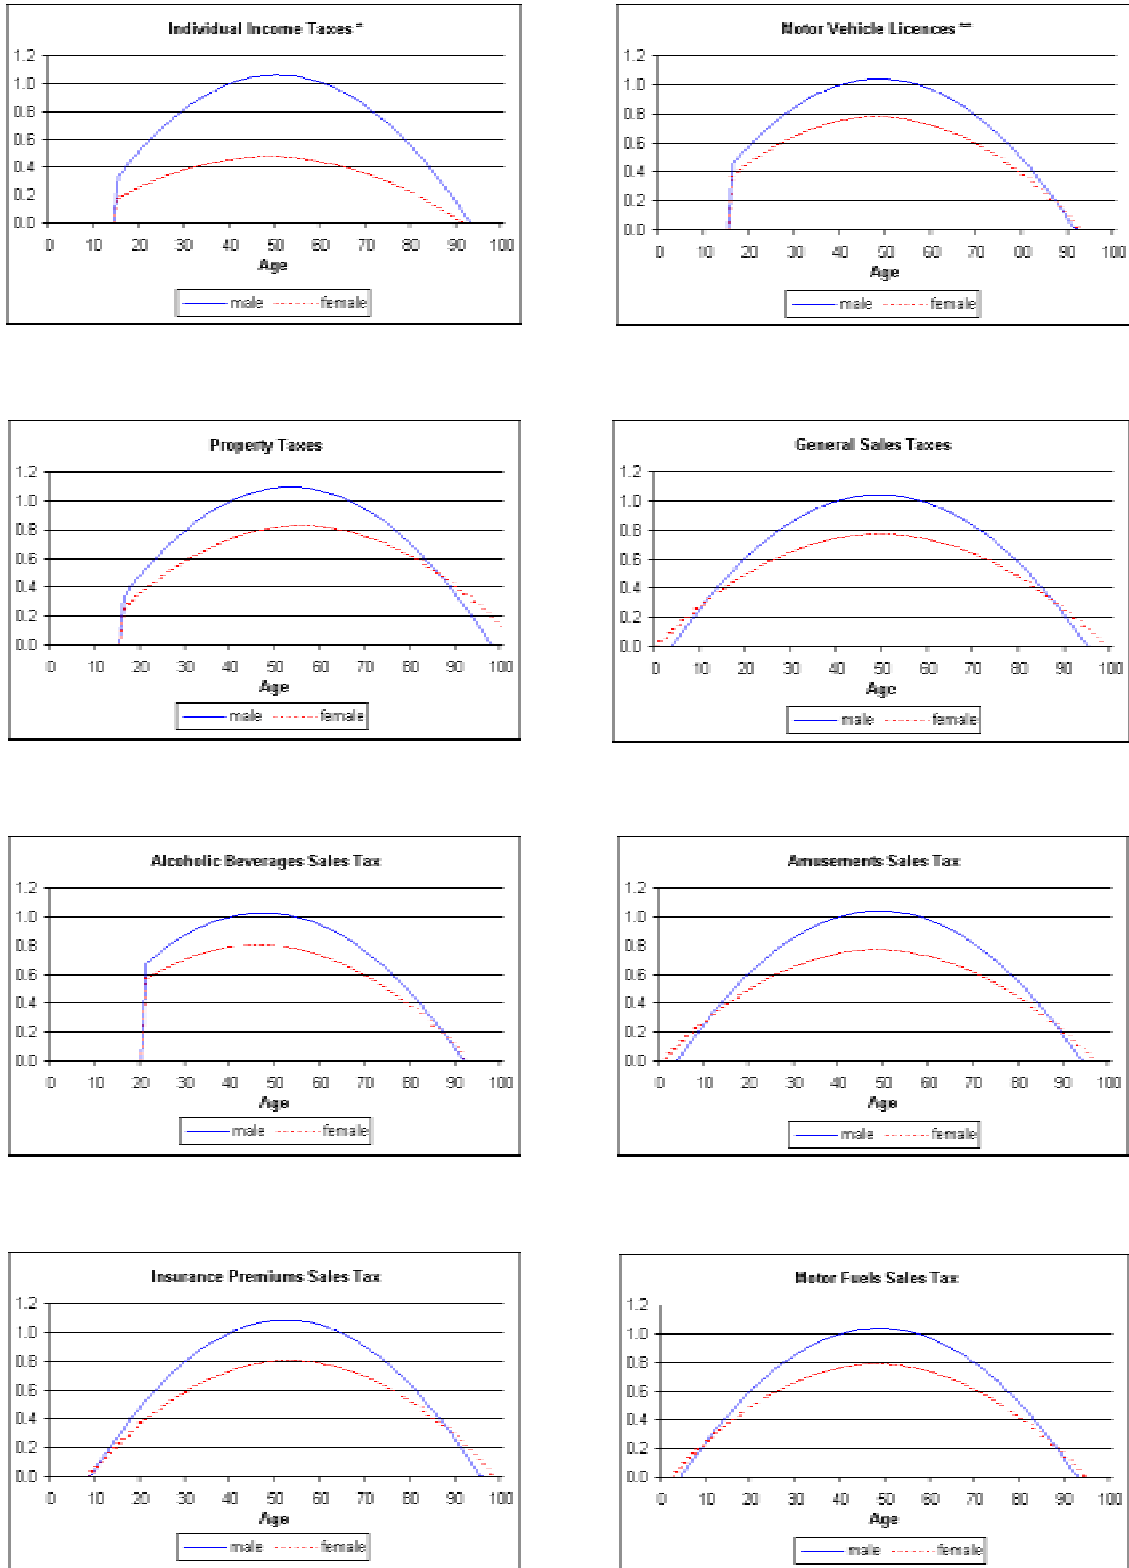 Individual Income Taxes *
1.2
1.0
0.8
0.6
0.4
0.2
0.0
0 10 20 30 40 50 60 70 80 90 100
Age
male female
Motor Vehicle Licences **
1.2
1.0
0.8
0.6
0.4
0.2
0.0
0 10 20 30 40 50 60 70 80 90 100
Age
male female
Property Taxes
1.2
1.0
0.8
0.6
0.4
0.2
0.0
0 10 20 30 40 50 60 70 80 90 100
Age
male female
General Sales Taxes
1.2
1.0
0.8
0.6
0.4
0.2
0.0
0 10 20 30 40 50 60 70 80 90 100
Age
male female
Alcoholic Beverages Sales Tax
1.2
1.0
0.8
0.6
0.4
0.2
0.0
0 10 20 30 40 50 60 70 80 90 100
Age
male female
Amusements Sales Tax
1.2
1.0
0.8
0.6
0.4
0.2
0.0
0 10 20 30 40 50 60 70 80 90 100
Age
male female
Insurance Premiums Sales Tax
1.2
1.0
0.8
0.6
0.4
0.2
0.0
0 10 20 30 40 50 60 70 80 90 100
Age
male female
Motor Fuels Sales Tax
1.2
1.0
0.8
0.6
0.4
0.2
0.0
0 10 20 30 40 50 60 70 80 90 100
Age
male female